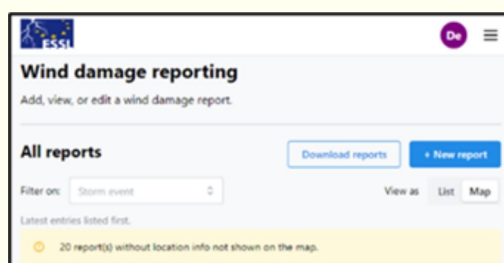 ESSL
De
Wind damage reporting
Add, view, or edit a wind damage report.
All reports
Download reports
+ New report
Filter on: Storm event
View as List Map
Latest entries listed first.
20 report(s) without location info not shown on the map.